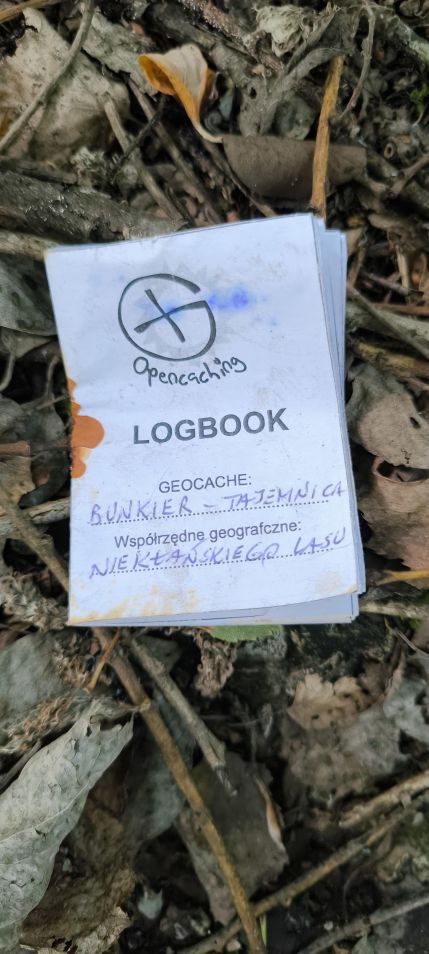 Opencaching
LOGBOOK
GEOCACHE:
BUNKIER – TAJEMNICA
Współrzędne geografczne:
NIEKŁAŃSKIEGO LASU